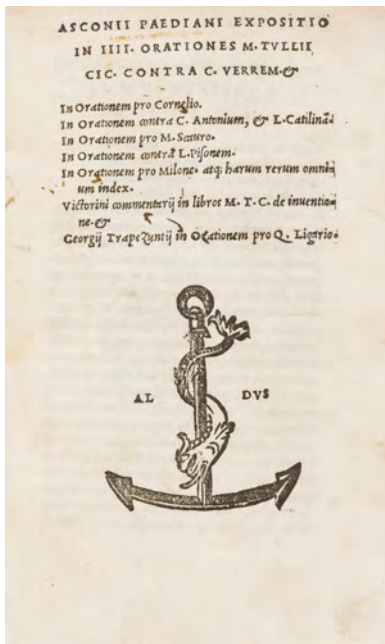 ASCONII PAEDIANI EXPOSITIO
IN IIII. ORATIONES M. TVLLII
CIC. CONTRA C. VERREM.&
In Orationem pro Cornelio.
In Orationem contra C. Antonium, & L. Catilinā.
In Orationem pro M. Scauro.
In Orationem contra L. Pisonem.
In Orationem pro Milone. atq; harum rerum omni
um index.
Victorini commentarij in libros M. T. C. de inuentio
ne.&
Georgij Trapezuntij in Orationem pro Q. Ligario.
AL DVS